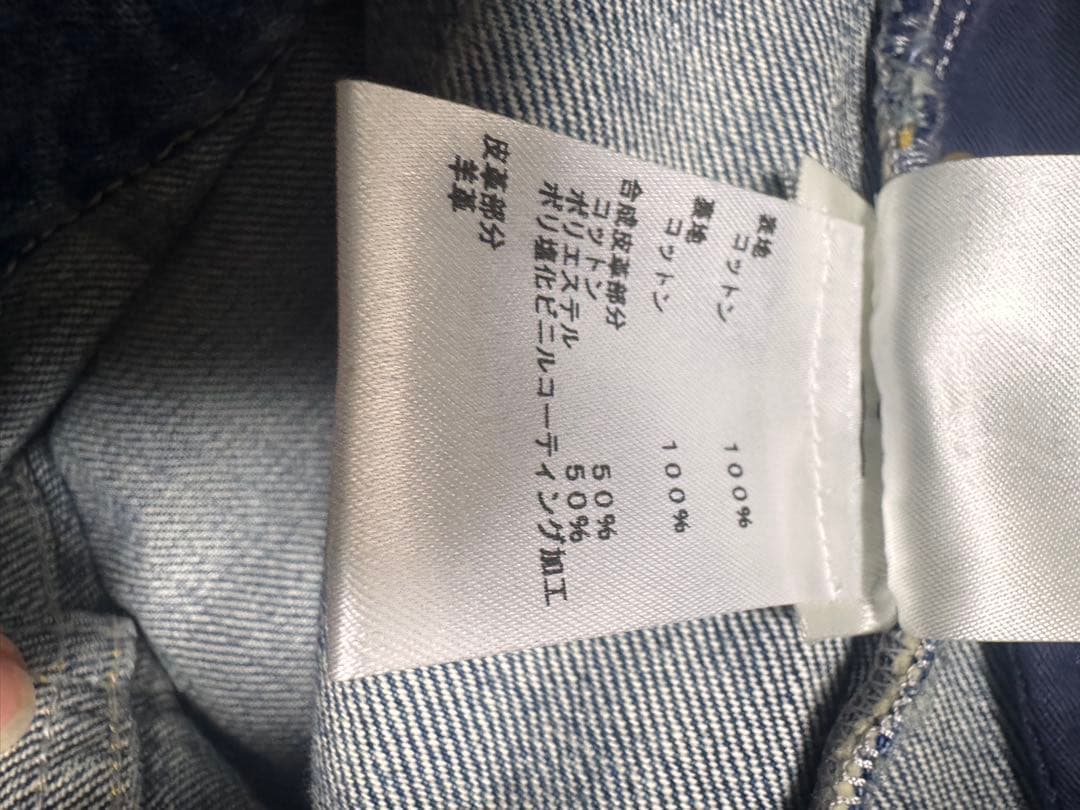 表地
コットン 100%
裏地
コットン 100%
合成皮革部分
コットン 50%
ポリエステル 50%
ポリ塩化ビニルコーティング加工
皮革部分
羊革